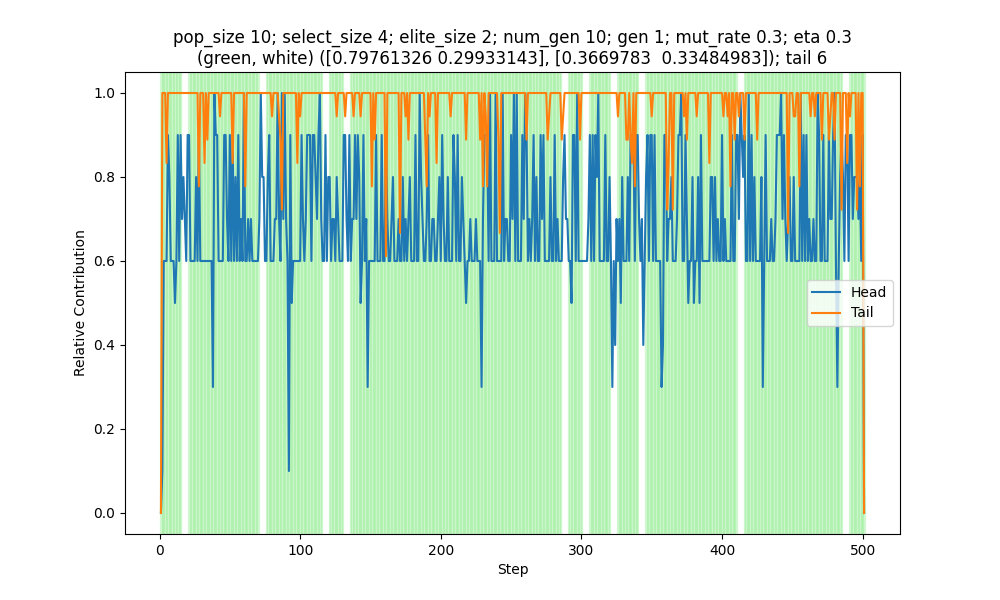 pop_size 10; select_size 4; elite_size 2; num_gen 10; gen 1; mut_rate 0.3; eta 0.3
(green, white) ([0.79761326 0.29933143], [0.3669783  0.33484983]); tail 6
1.0
0.8
0.6
0.4
0.2
0.0
Relative Contribution
Head
Tail
0 100 200 300 400 500
Step